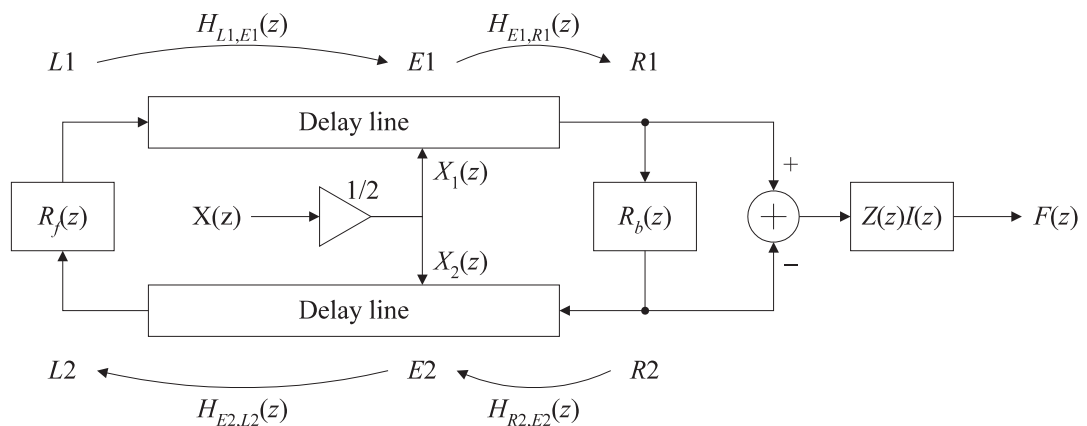 H_{L1,E1}(z) H_{E1,R1}(z)
L1 E1 R1
Delay line
X_1(z)
1/2
+
R_f(z) X(z) R_b(z) + Z(z)I(z) F(z)
X_2(z)
−
Delay line
L2 E2 R2
H_{E2,L2}(z) H_{R2,E2}(z)